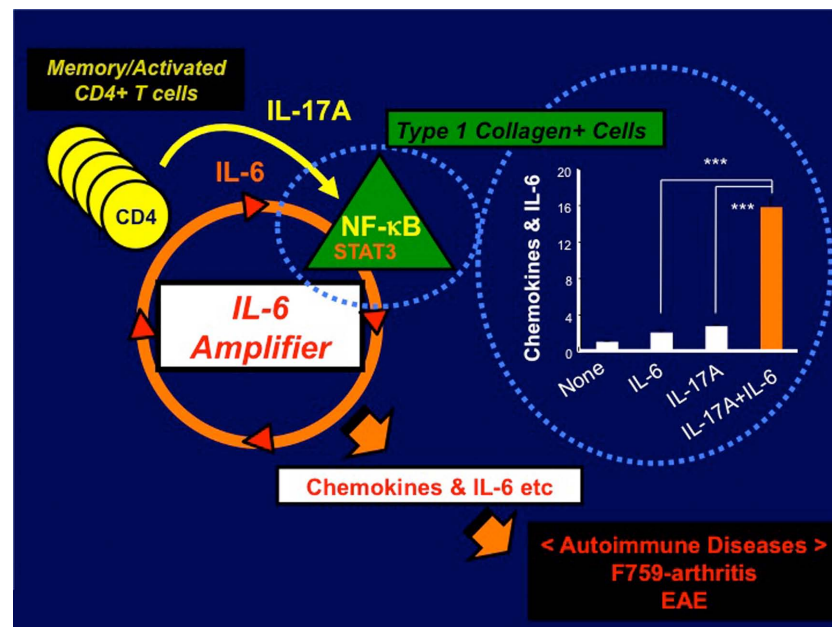 Memory/Activated
CD4+ T cells
IL-17A
Type 1 Collagen+ Cells
IL-6
CD4
NF-κB
STAT3
IL-6
Amplifier
Chemokines & IL-6
20
16
12
8
4
0
***
***
None
IL-6
IL-17A
IL-17A+IL-6
Chemokines & IL-6 etc
< Autoimmune Diseases >
F759-arthritis
EAE